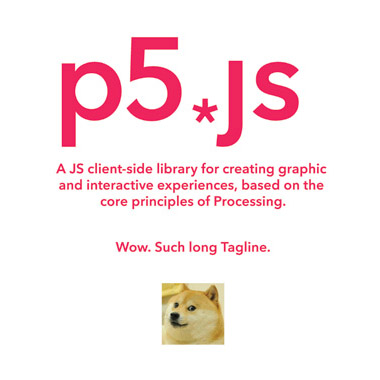 p5*js
A JS client-side library for creating graphic
and interactive experiences, based on the
core principles of Processing.
Wow. Such long Tagline.